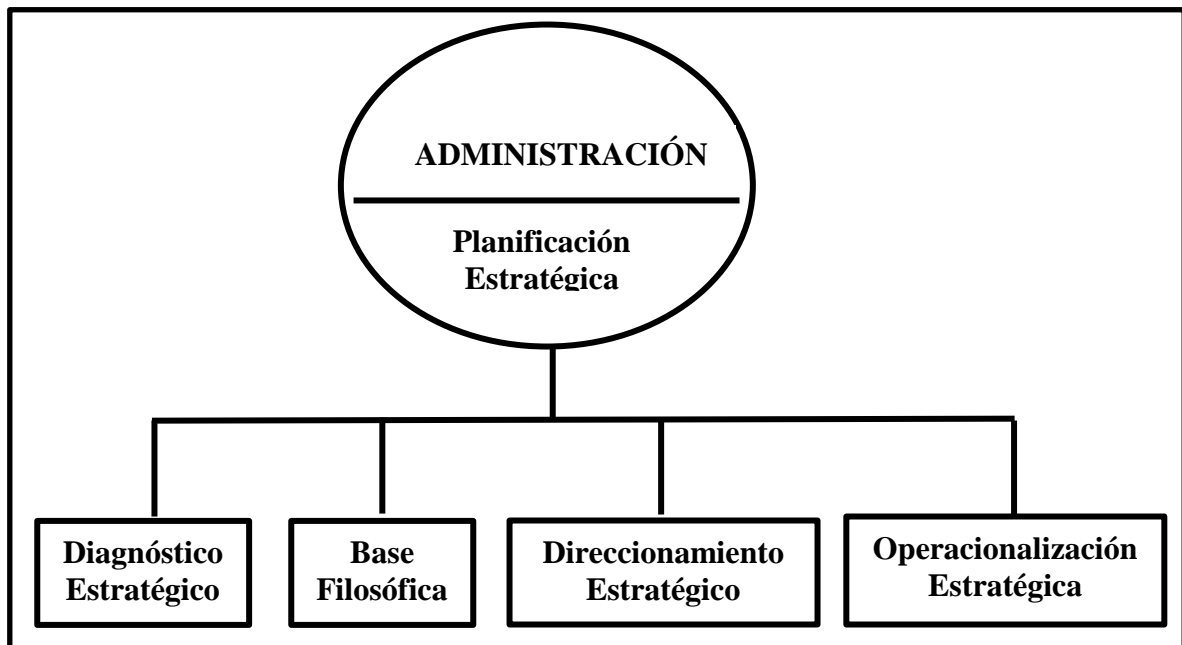 ADMINISTRACIÓN
Planificación
Estratégica
Diagnóstico
Estratégico
Base
Filosófica
Direccionamiento
Estratégico
Operacionalización
Estratégica